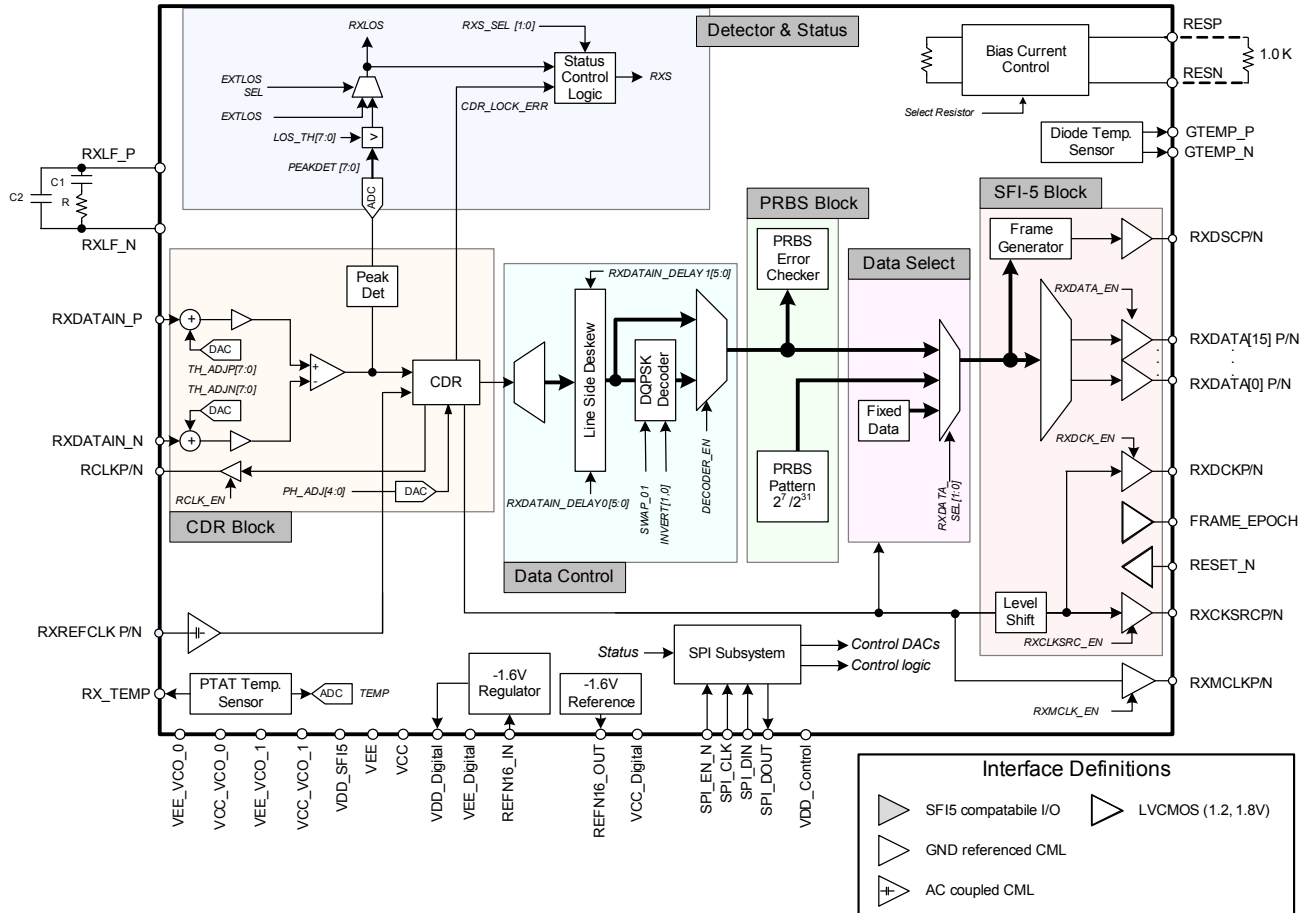 RXLOS
RXS_SEL [1:0]
Detector & Status
EXTLOS
SEL
EXTLOS
LOS_TH[7:0]
>
PEAKDET [7:0]
ADC
CDR_LOCK_ERR
Status
Control
Logic
RXS
Bias Current
Control
Select Resistor
RESP
RESN
1.0 K
Diode Temp.
Sensor
GTEMP_P
GTEMP_N
RXLF_P
C1
C2
R
RXLF_N
Peak
Det
RXDATAIN_P
+
DAC
TH_ADJP[7:0]
TH_ADJN[7:0]
DAC
+
RXDATAIN_N
+
-
CDR
RCLKP/N
RCLK_EN
PH_ADJ[4:0]
DAC
CDR Block
RXDATAIN_DELAY1[5:0]
Line Side Deskew
DQPSK
Decoder
RXDATAIN_DELAY0[5:0]
SWAP_01
INVERT[1,0]
DECODER_EN
Data Control
PRBS Block
PRBS
Error
Checker
PRBS
Pattern
2^7 /2^31
Data Select
Fixed
Data
RXDATA_
SEL[1:0]
SFI-5 Block
Frame
Generator
RXDSCP/N
RXDATA_EN
RXDATA[15] P/N
RXDATA[0] P/N
RXDCK_EN
RXDCKP/N
FRAME_EPOCH
RESET_N
Level
Shift
RXCKSRCP/N
RXCLKSRC_EN
RXMCLKP/N
RXMCLK_EN
RXREFCLK P/N
RX_TEMP
PTAT Temp.
Sensor
ADC
TEMP
-1.6V
Regulator
-1.6V
Reference
Status
SPI Subsystem
Control DACs
Control logic
VEE_VCO_0
VCC_VCO_0
VEE_VCO_1
VCC_VCO_1
VDD_SFI5
VEE
VCC
VDD_Digital
VEE_Digital
REFN16_IN
REFN16_OUT
VCC_Digital
SPI_EN_N
SPI_CLK
SPI_DIN
SPI_DOUT
VDD_Control
Interface Definitions
SFI5 compatabile I/O
LVCMOS (1.2, 1.8V)
GND referenced CML
AC coupled CML